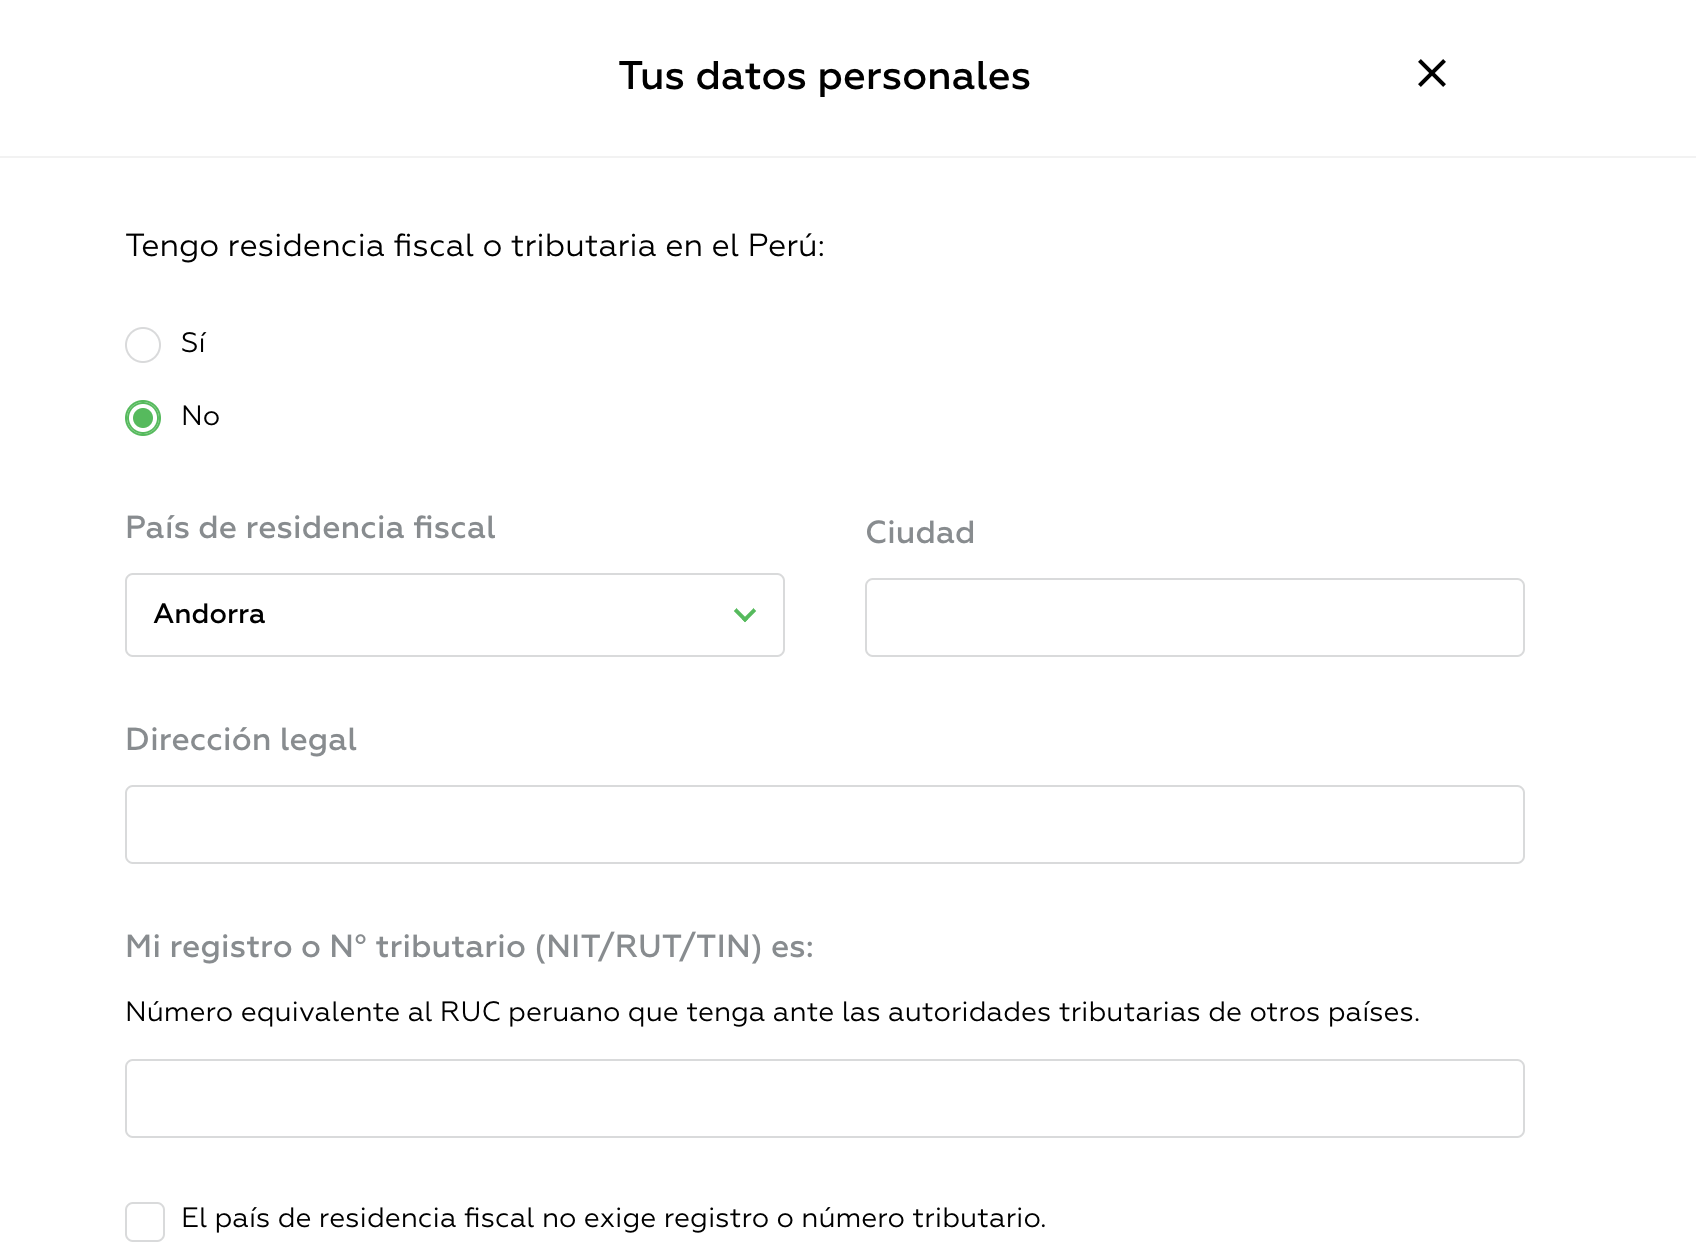 Tus datos personales
Tengo residencia fiscal o tributaria en el Perú:
Sí
No
País de residencia fiscal
Ciudad
Andorra
Dirección legal
Mi registro o N° tributario (NIT/RUT/TIN) es:
Número equivalente al RUC peruano que tenga ante las autoridades tributarias de otros países.
El país de residencia fiscal no exige registro o número tributario.